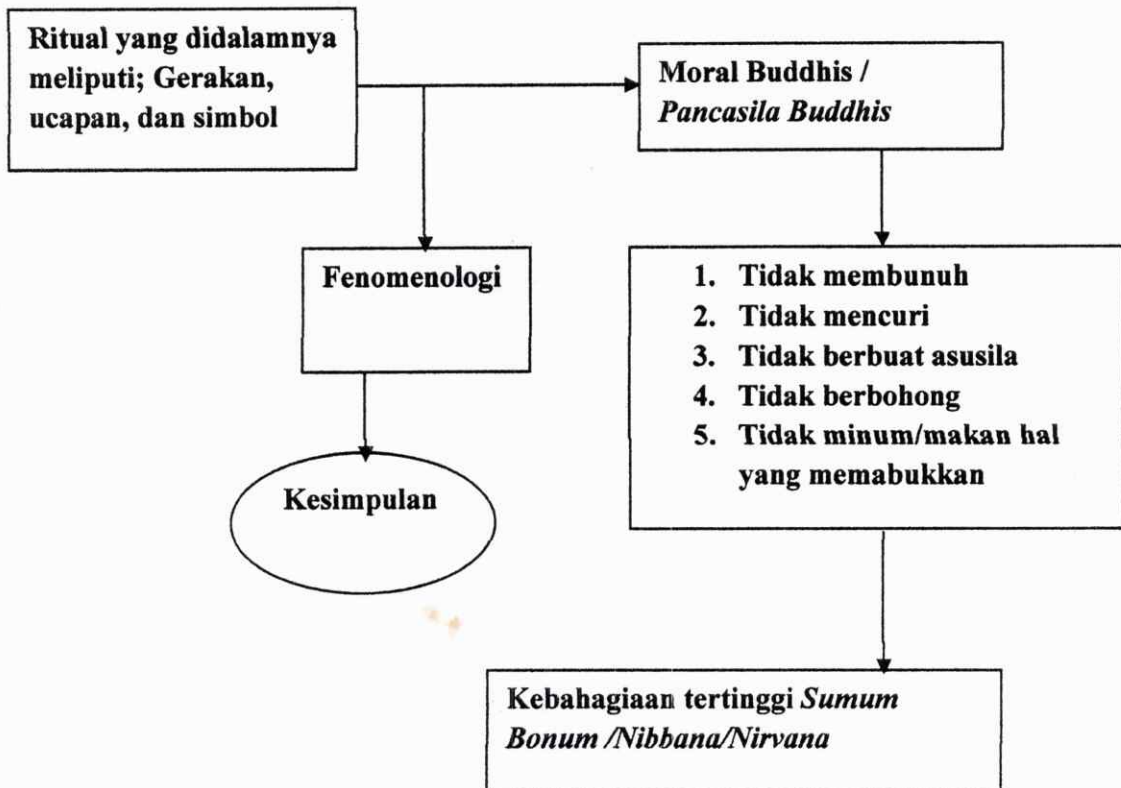 Ritual yang didalamnya
meliputi; Gerakan,
ucapan, dan simbol
Moral Buddhis /
Pancasila Buddhis
Fenomenologi
1. Tidak membunuh
2. Tidak mencuri
3. Tidak berbuat asusila
4. Tidak berbohong
5. Tidak minum/makan hal
yang memabukkan
Kesimpulan
Kebahagiaan tertinggi Sumum
Bonum /Nibbana/Nirvana